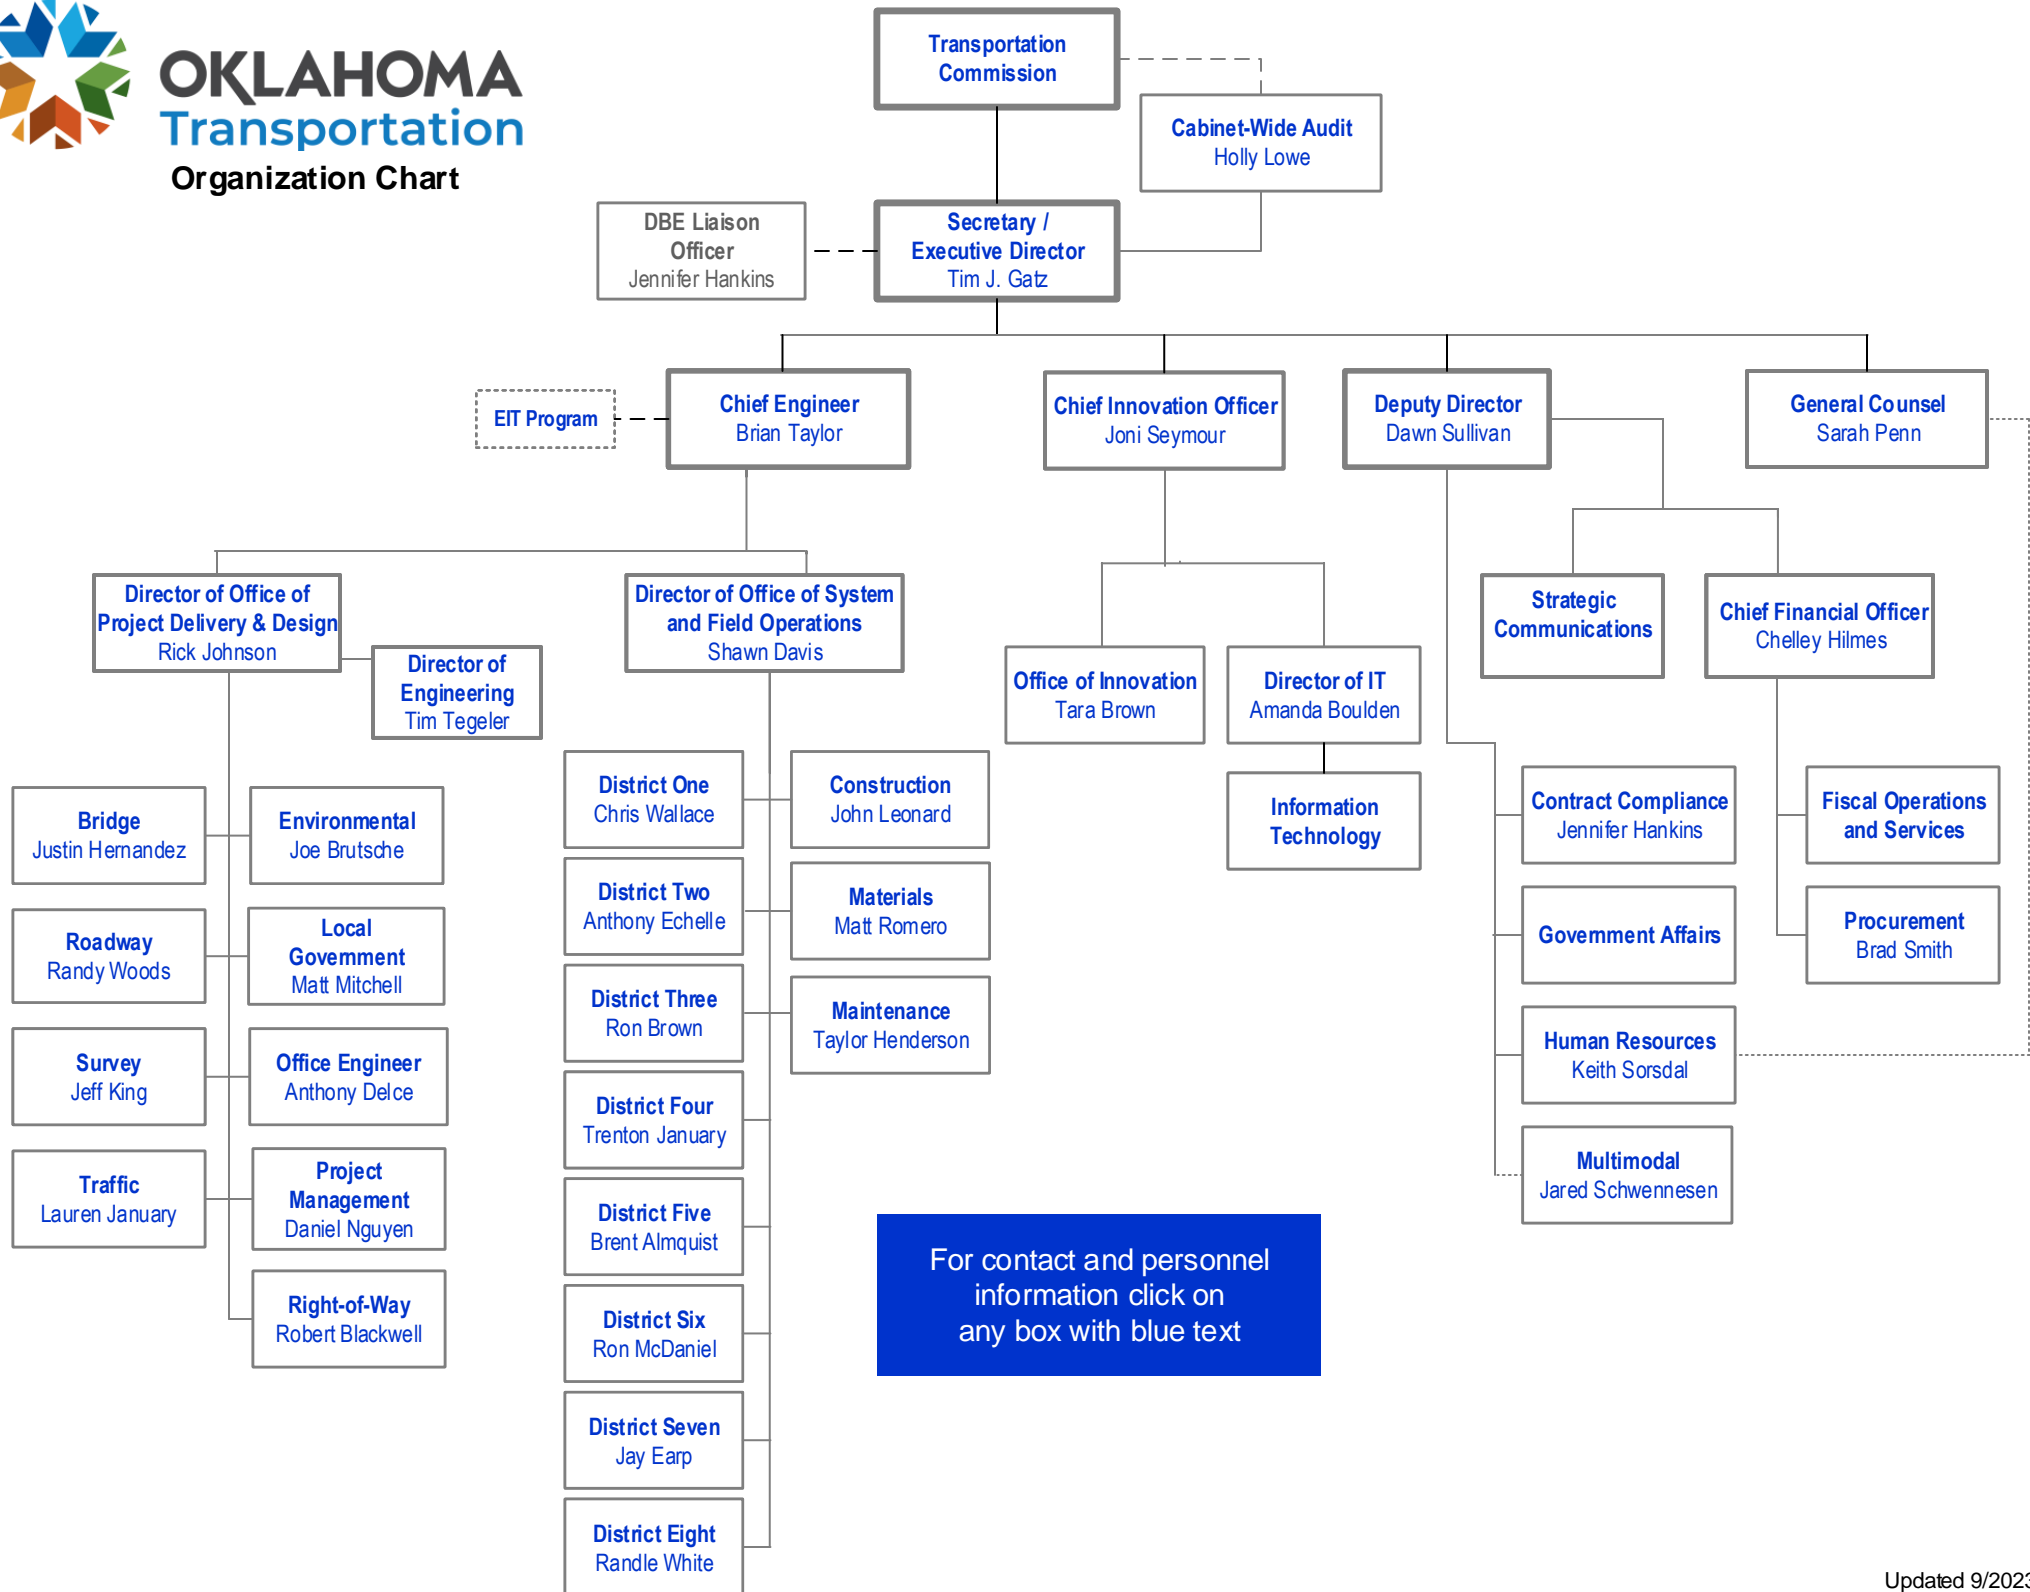 OKLAHOMA
Transportation
Organization Chart
Transportation
Commission
Cabinet-Wide Audit
Holly Lowe
DBE Liaison
Officer
Jennifer Hankins
Secretary /
Executive Director
Tim J. Gatz
EIT Program
Chief Engineer
Brian Taylor
Chief Innovation Officer
Joni Seymour
Deputy Director
Dawn Sullivan
General Counsel
Sarah Penn
Director of Office of
Project Delivery & Design
Rick Johnson
Director of
Engineering
Tim Tegeler
Director of Office of System
and Field Operations
Shawn Davis
Office of Innovation
Tara Brown
Director of IT
Amanda Boulden
Information
Technology
Strategic
Communications
Chief Financial Officer
Chelley Hilmes
Bridge
Justin Hernandez
Environmental
Joe Brutsche
Roadway
Randy Woods
Local
Government
Matt Mitchell
Survey
Jeff King
Office Engineer
Anthony Delce
Traffic
Lauren January
Project
Management
Daniel Nguyen
Right-of-Way
Robert Blackwell
District One
Chris Wallace
Construction
John Leonard
District Two
Anthony Echelle
Materials
Matt Romero
District Three
Ron Brown
Maintenance
Taylor Henderson
District Four
Trenton January
District Five
Brent Almquist
District Six
Ron McDaniel
District Seven
Jay Earp
District Eight
Randle White
Contract Compliance
Jennifer Hankins
Government Affairs
Human Resources
Keith Sorsdal
Multimodal
Jared Schwennesen
Fiscal Operations
and Services
Procurement
Brad Smith
For contact and personnel
information click on
any box with blue text
Updated 9/2023